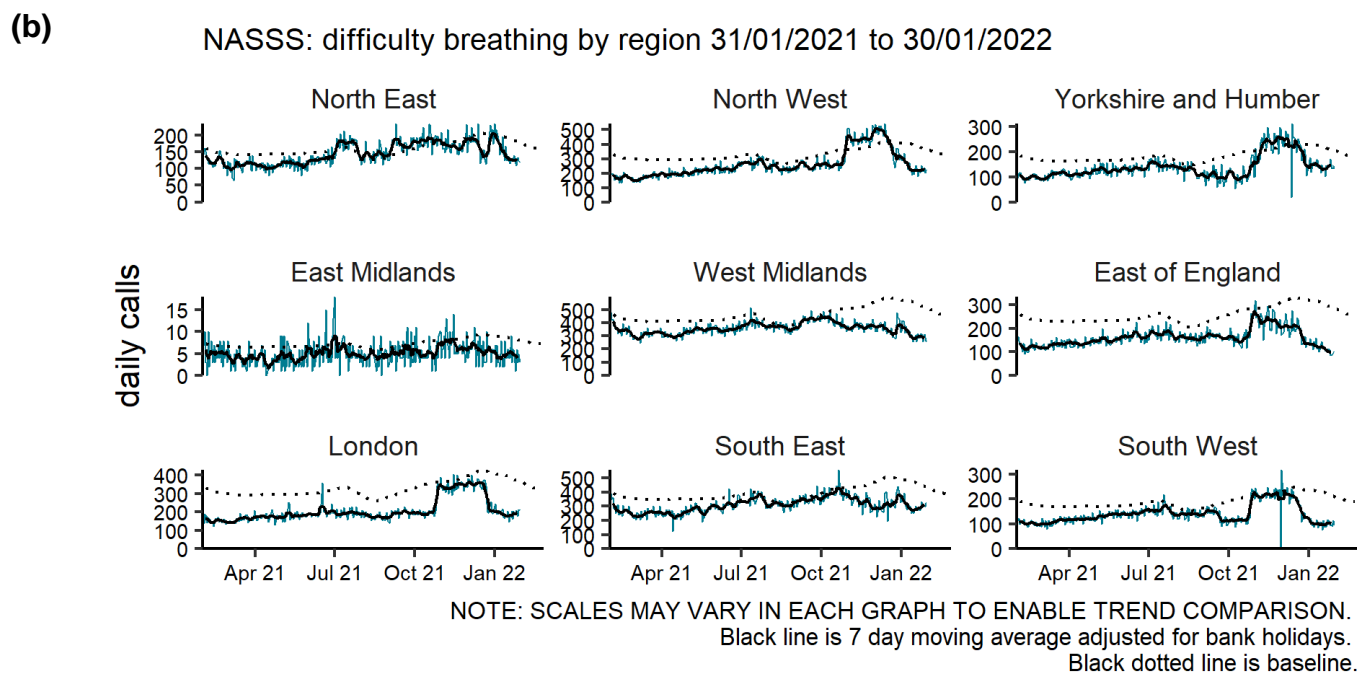 (b)
NASSS: difficulty breathing by region 31/01/2021 to 30/01/2022
daily calls
North East
200
150
100
50
0
North West
500
400
300
200
100
0
Yorkshire and Humber
300
200
100
0
East Midlands
15
10
5
0
West Midlands
500
400
300
200
100
0
East of England
300
200
100
0
London
400
300
200
100
0
Apr 21 Jul 21 Oct 21 Jan 22
South East
500
400
300
200
100
0
Apr 21 Jul 21 Oct 21 Jan 22
South West
300
200
100
0
Apr 21 Jul 21 Oct 21 Jan 22
NOTE: SCALES MAY VARY IN EACH GRAPH TO ENABLE TREND COMPARISON.
Black line is 7 day moving average adjusted for bank holidays.
Black dotted line is baseline.